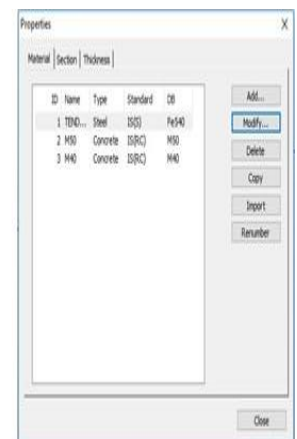 Properties
Material Section Thickness
ID Name Type Standard DB
1 TEND... Steel IS(S) Fe540
2 M50 Concrete IS(RC) M50
3 M40 Concrete IS(RC) M40
Add...
Modify...
Delete
Copy
Import
Renumber
Close